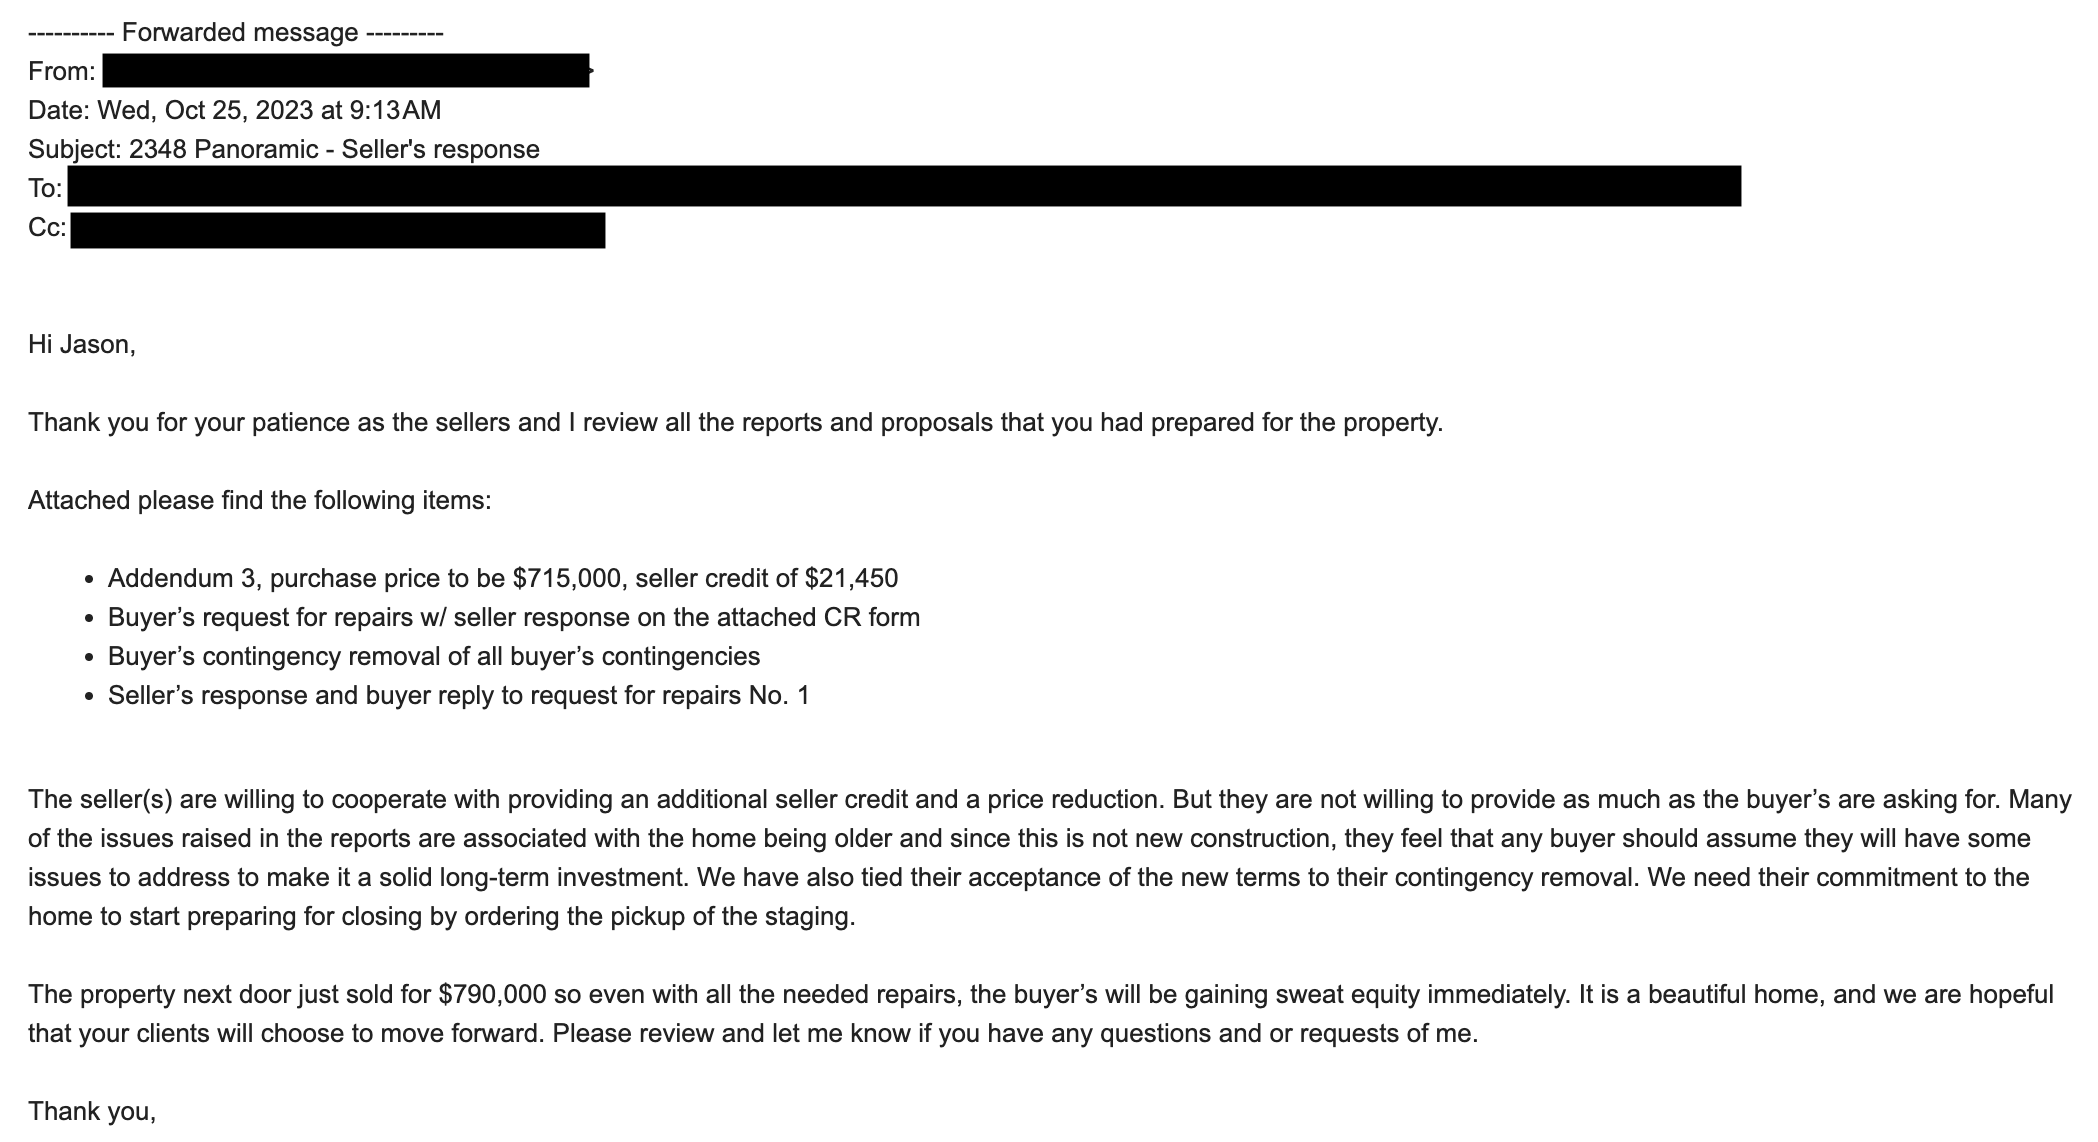 ---------- Forwarded message ---------
From:
Date: Wed, Oct 25, 2023 at 9:13 AM
Subject: 2348 Panoramic - Seller's response
To:
Cc:
Hi Jason,
Thank you for your patience as the sellers and I review all the reports and proposals that you had prepared for the property.
Attached please find the following items:
• Addendum 3, purchase price to be $715,000, seller credit of $21,450
• Buyer’s request for repairs w/ seller response on the attached CR form
• Buyer’s contingency removal of all buyer’s contingencies
• Seller’s response and buyer reply to request for repairs No. 1
The seller(s) are willing to cooperate with providing an additional seller credit and a price reduction. But they are not willing to provide as much as the buyer’s are asking for. Many
of the issues raised in the reports are associated with the home being older and since this is not new construction, they feel that any buyer should assume they will have some
issues to address to make it a solid long-term investment. We have also tied their acceptance of the new terms to their contingency removal. We need their commitment to the
home to start preparing for closing by ordering the pickup of the staging.
The property next door just sold for $790,000 so even with all the needed repairs, the buyer’s will be gaining sweat equity immediately. It is a beautiful home, and we are hopeful
that your clients will choose to move forward. Please review and let me know if you have any questions and or requests of me.
Thank you,